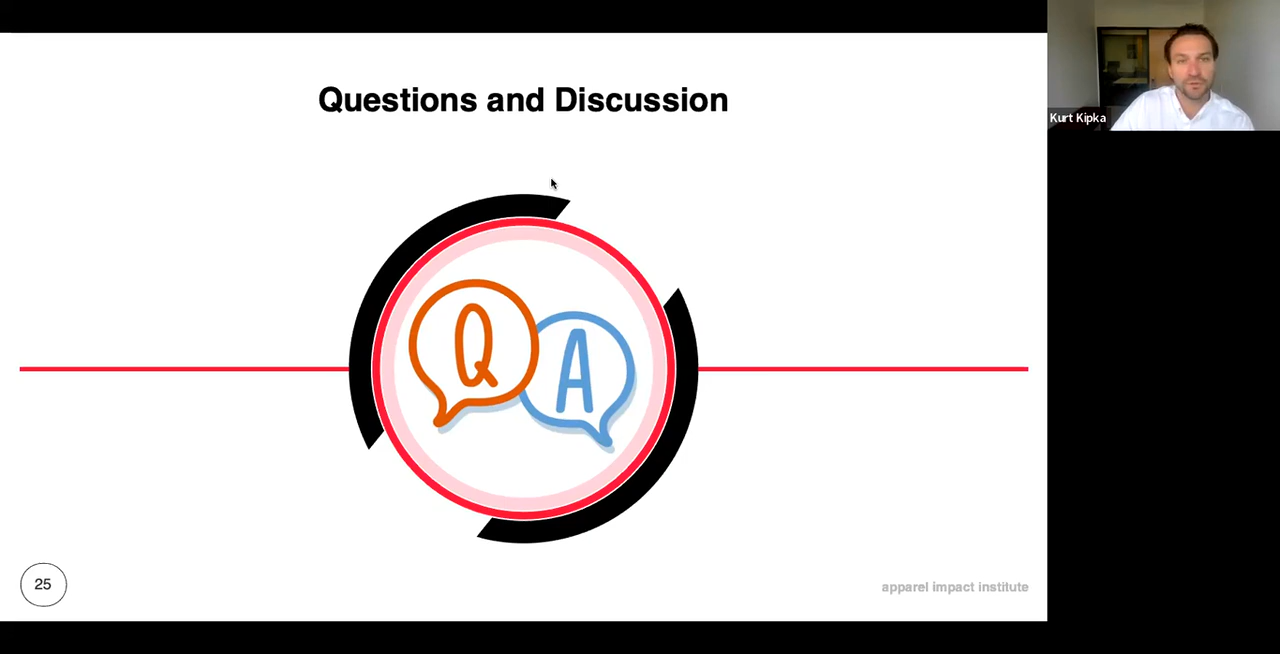 Questions and Discussion
Kurt Kipka
Q
A
25
apparel impact institute